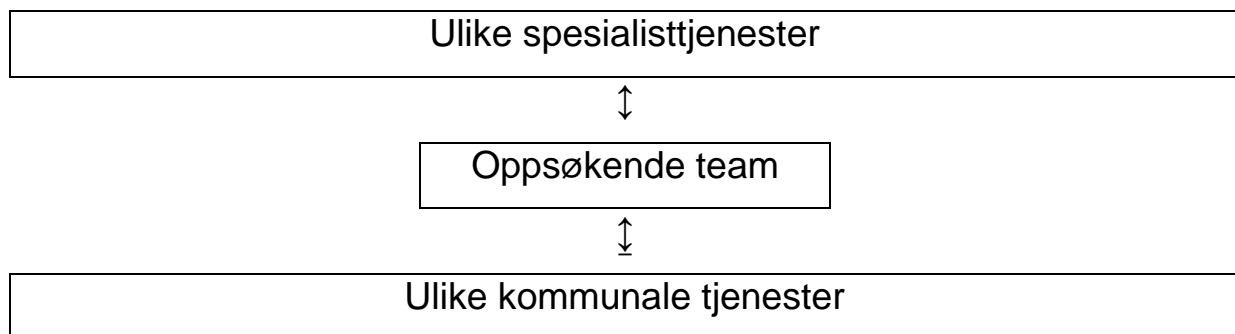 Ulike spesialisttjenester
↕
Oppsøkende team
↕
Ulike kommunale tjenester